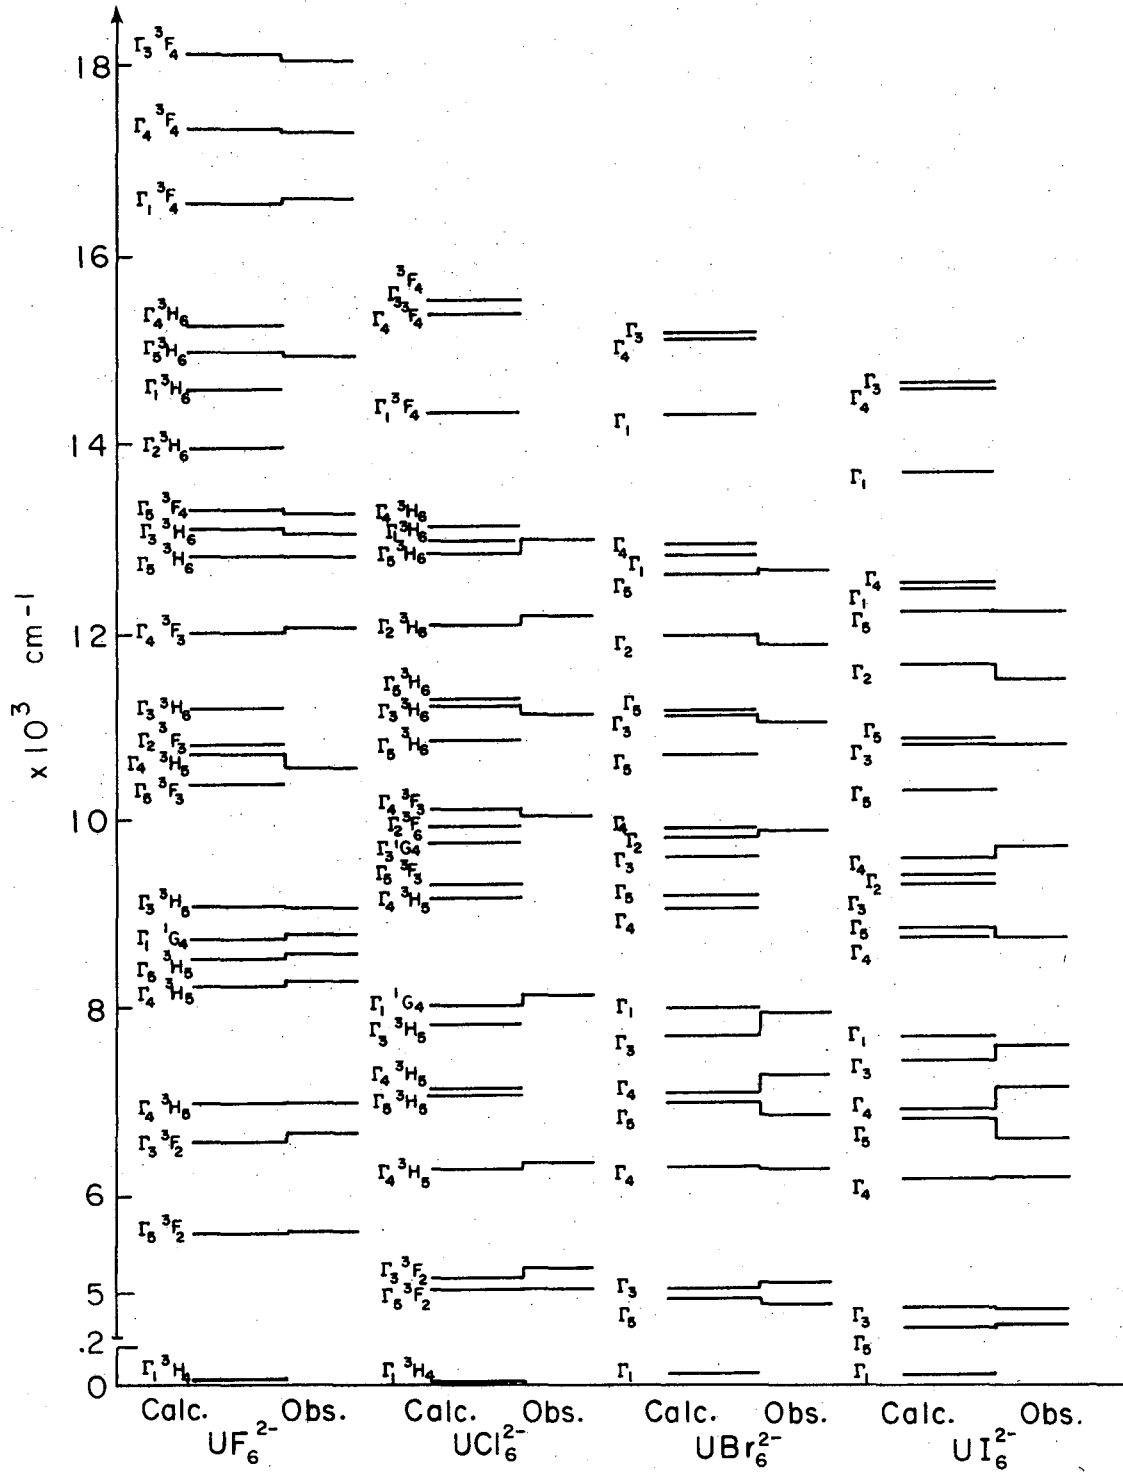 18
16
14
12
10
8
6
5
2
.2
0
x10³ cm-1
Γ₃ ³F₄
Γ₄ ³F₄
Γ₁ ³F₄
Γ₄ ³H₆
Γ₅ ³H₆
Γ₁ ³H₆
Γ₂ ³H₆
Γ₅ ³F₄
Γ₃ ³H₆
Γ₅ ³H₆
Γ₄ ³F₃
Γ₃ ³H₆
Γ₂ ³F₃
Γ₄ ³H₅
Γ₅ ³F₃
Γ₃ ³H₅
Γ₁ ¹G₄
Γ₅ ³H₅
Γ₄ ³H₅
Γ₄ ³H₅
Γ₃ ³F₂
Γ₅ ³F₂
Γ₁ ³H₄
³F₄
Γ₃
Γ₄ ³F₄
Γ₁ ³F₄
Γ₄ ³H₆
Γ₁ ³H₆
Γ₅ ³H₆
Γ₂ ³H₆
Γ₅ ³H₆
Γ₃ ³H₆
Γ₅ ³H₆
Γ₄ ³F₃
Γ₂ ³F₆
Γ₃ ¹G₄
Γ₅ ³F₃
Γ₄ ³H₅
Γ₁ ¹G₄
Γ₃ ³H₅
Γ₄ ³H₅
Γ₅ ³H₅
Γ₄ ³H₅
Γ₃ ³F₂
Γ₅ ³F₂
Γ₁ ³H₄
Γ₃
Γ₄
Γ₁
Γ₄
Γ₁
Γ₅
Γ₂
Γ₅
Γ₃
Γ₅
Γ₄
Γ₂
Γ₃
Γ₅
Γ₄
Γ₁
Γ₃
Γ₄
Γ₅
Γ₄
Γ₃
Γ₅
Γ₁
Γ₃
Γ₄
Γ₁
Γ₄
Γ₁
Γ₅
Γ₂
Γ₅
Γ₃
Γ₅
Γ₄
Γ₂
Γ₃
Γ₅
Γ₄
Γ₁
Γ₃
Γ₄
Γ₅
Γ₄
Γ₃
Γ₅
Γ₁
Calc. Obs. Calc. Obs. Calc. Obs. Calc. Obs.
UF₆²⁻ UCl₆²⁻ UBr₆²⁻ UI₆²⁻